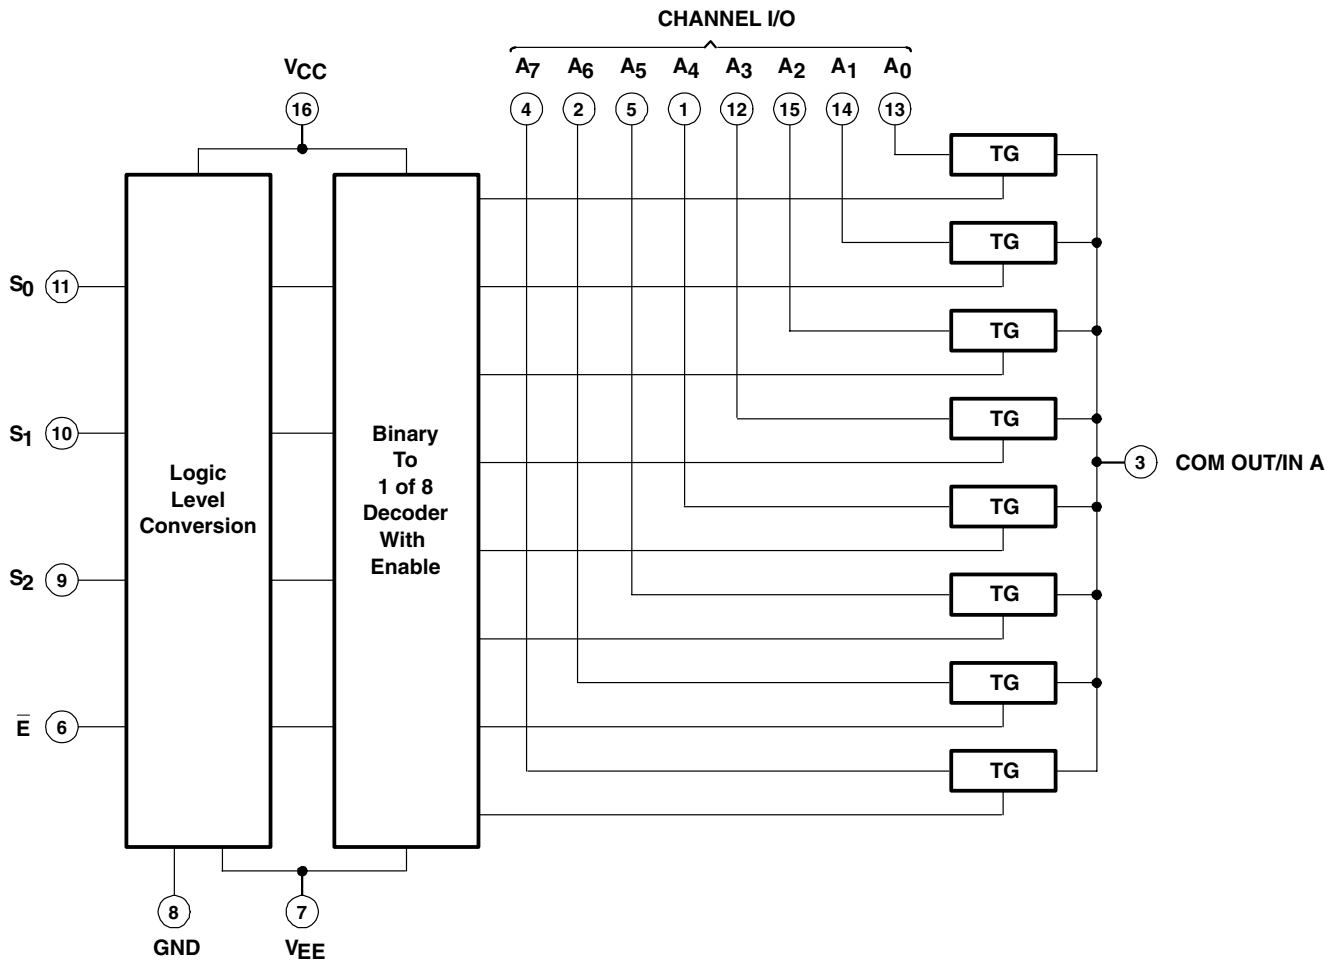 CHANNEL I/O
VCC
A7 A6 A5 A4 A3 A2 A1 A0
16
4 2 5 1 12 15 14 13
TG
TG
S0 11
TG
TG
S1 10
Binary
To
1 of 8
Decoder
With
Enable
Logic
Level
Conversion
3 COM OUT/IN A
TG
S2 9
TG
TG
E̅ 6
TG
8
7
GND
VEE